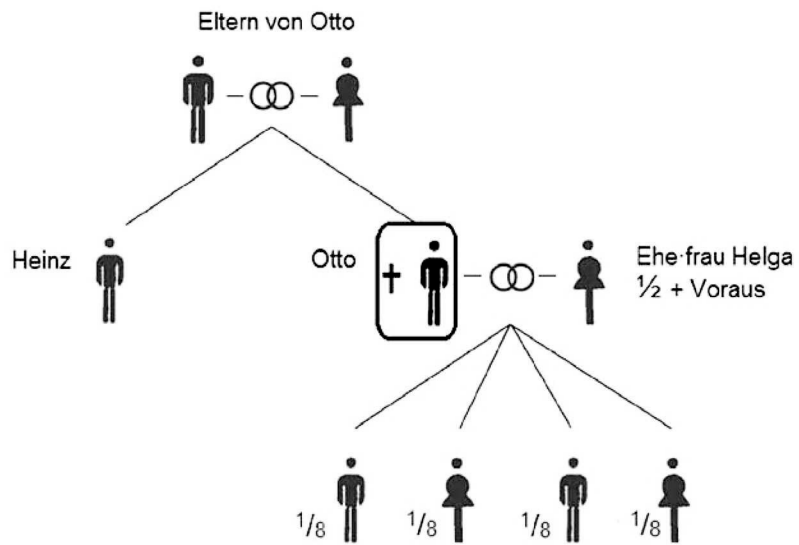 Eltern von Otto
Heinz
Otto
Ehe·frau Helga
½ + Voraus
1/8
1/8
1/8
1/8